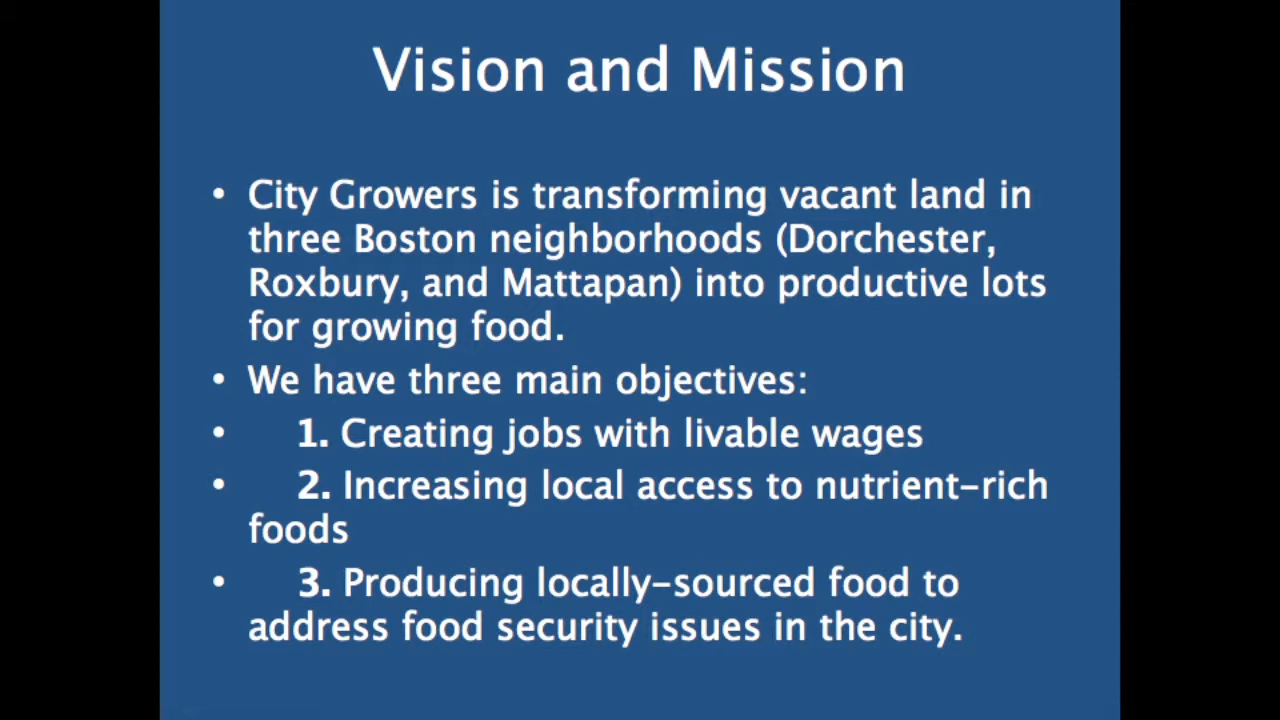 Vision and Mission
• City Growers is transforming vacant land in
three Boston neighborhoods (Dorchester,
Roxbury, and Mattapan) into productive lots
for growing food.
• We have three main objectives:
• 1. Creating jobs with livable wages
• 2. Increasing local access to nutrient-rich
foods
• 3. Producing locally-sourced food to
address food security issues in the city.